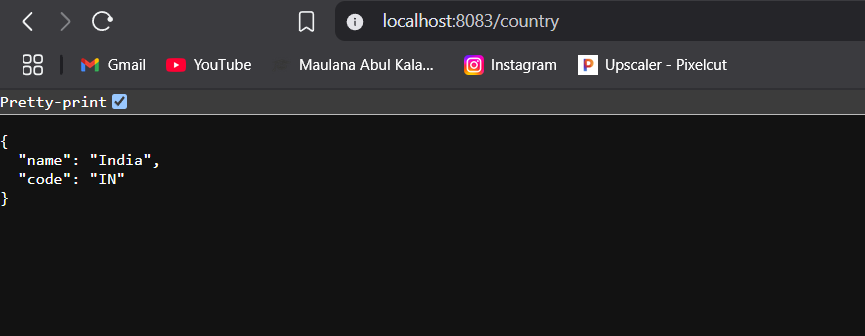 localhost:8083/country
Gmail YouTube Maulana Abul Kala... Instagram Upscaler - Pixelcut
Pretty-print
{
"name": "India",
"code": "IN"
}